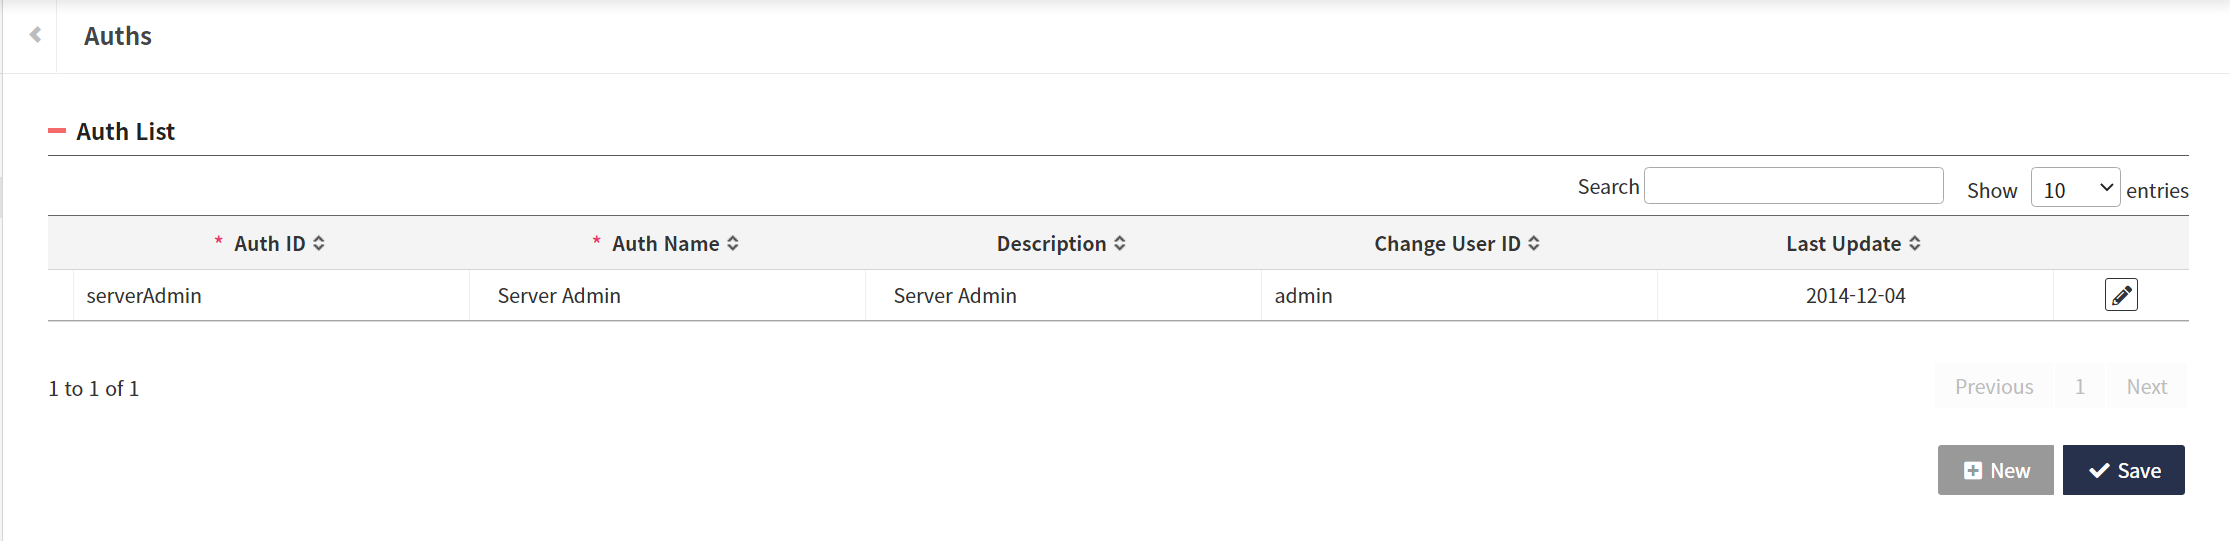 Auths
Auth List
Search Show 10 entries
* Auth ID * Auth Name Description Change User ID Last Update
serverAdmin Server Admin Server Admin admin 2014-12-04
1 to 1 of 1 Previous 1 Next
New Save